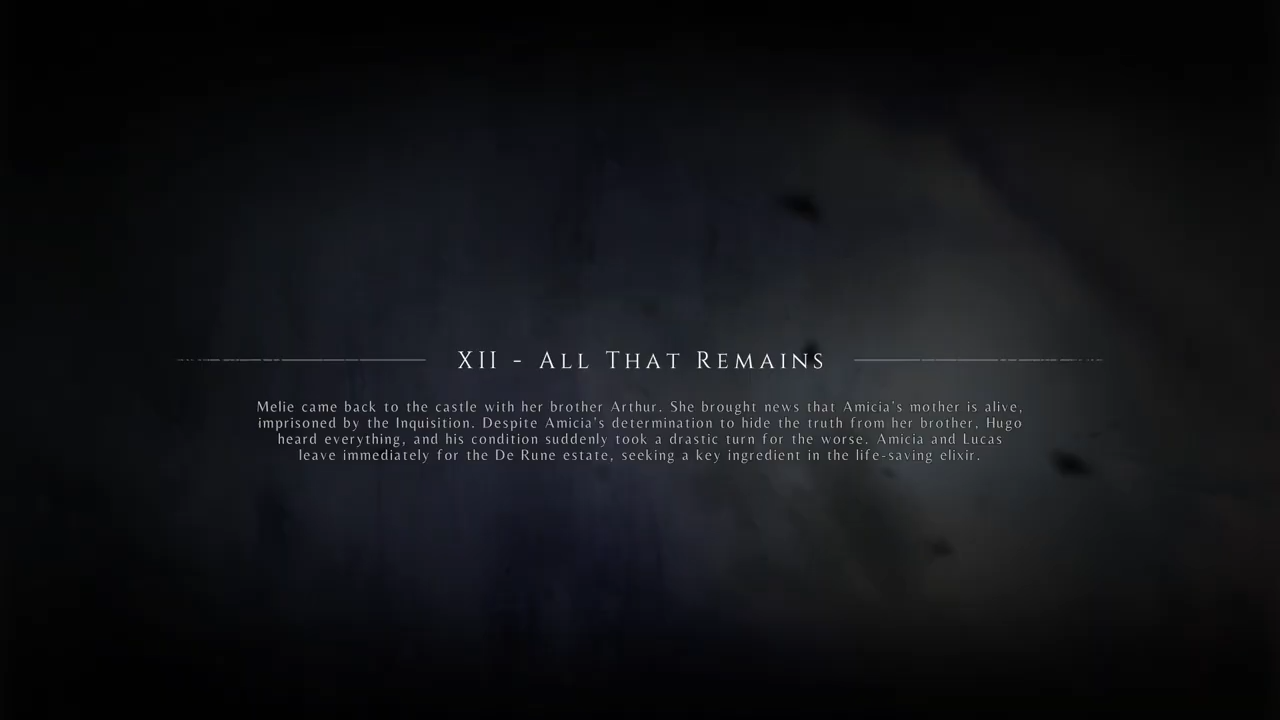 XII - All That Remains
Melie came back to the castle with her brother Arthur. She brought news that Amicia's mother is alive,
imprisoned by the Inquisition. Despite Amicia's determination to hide the truth from her brother, Hugo
heard everything, and his condition suddenly took a drastic turn for the worse. Amicia and Lucas
leave immediately for the De Rune estate, seeking a key ingredient in the life-saving elixir.